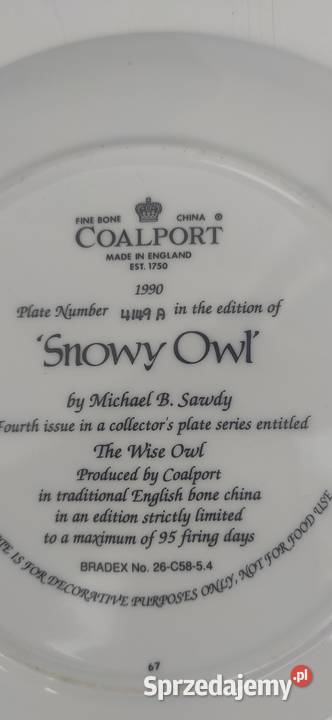 FINE BONE CHINA ®
COALPORT
MADE IN ENGLAND
EST. 1750
1990
Plate Number 4149 A in the edition of
'Snowy Owl'
by Michael B. Sawdy
Fourth issue in a collector's plate series entitled
The Wise Owl
Produced by Coalport
in traditional English bone china
in an edition strictly limited
to a maximum of 95 firing days
BRADEX No. 26-C58-5.4
IS FOR DECORATIVE PURPOSES ONLY, NOT FOR FOOD USE
67
Sprzedajemy.pl